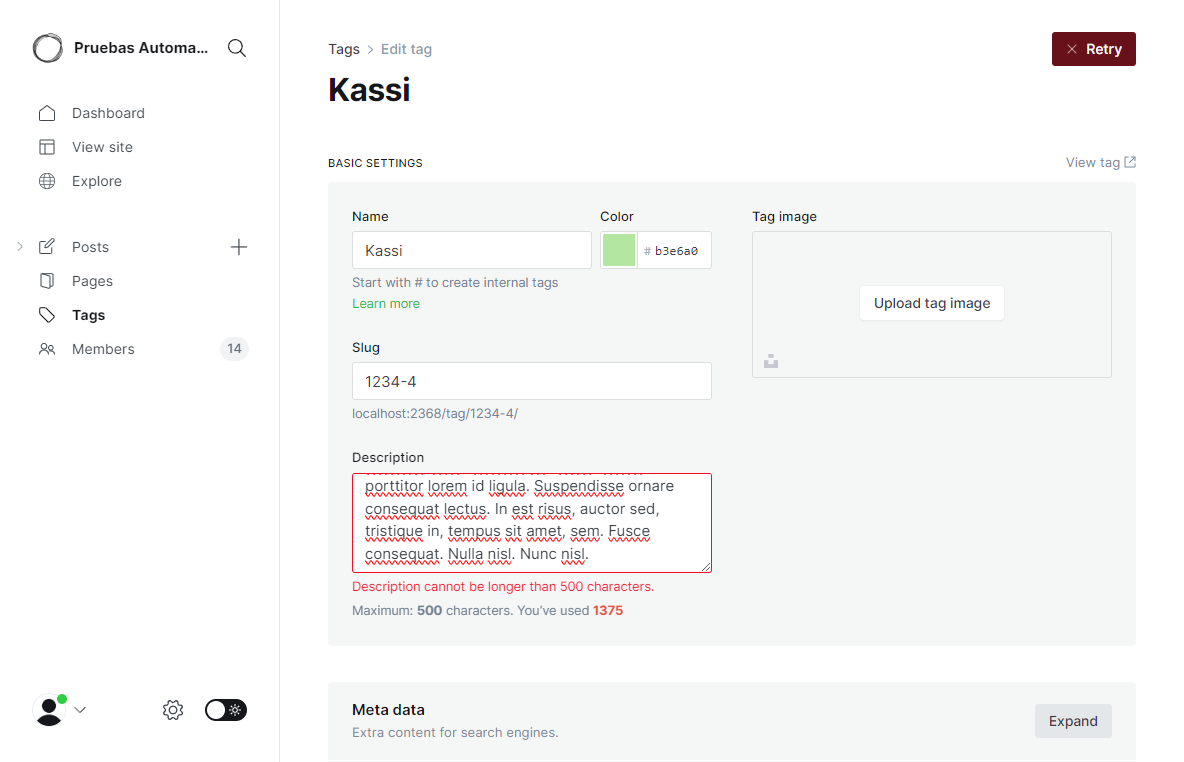 Pruebas Automa...
Dashboard
View site
Explore
Posts
Pages
Tags
Members
14
Tags
Edit tag
Retry
Kassi
BASIC SETTINGS
View tag
Name
Color
Tag image
Kassi
# b3e6a0
Start with # to create internal tags
Learn more
Upload tag image
Slug
1234-4
localhost:2368/tag/1234-4/
Description
porttitor lorem id ligula. Suspendisse ornare
consequat lectus. In est risus, auctor sed,
tristique in, tempus sit amet, sem. Fusce
consequat. Nulla nisl. Nunc nisl.
Description cannot be longer than 500 characters.
Maximum: 500 characters. You’ve used 1375
Meta data
Extra content for search engines.
Expand